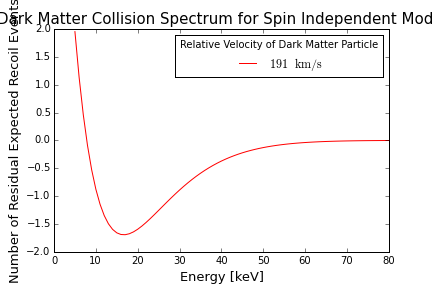 Dark Matter Collision Spectrum for Spin Independent Mod
Number of Residual Expected Recoil Events
Relative Velocity of Dark Matter Particle
191 km/s
2.0
1.5
1.0
0.5
0.0
−0.5
−1.0
−1.5
−2.0
0 10 20 30 40 50 60 70 80
Energy [keV]